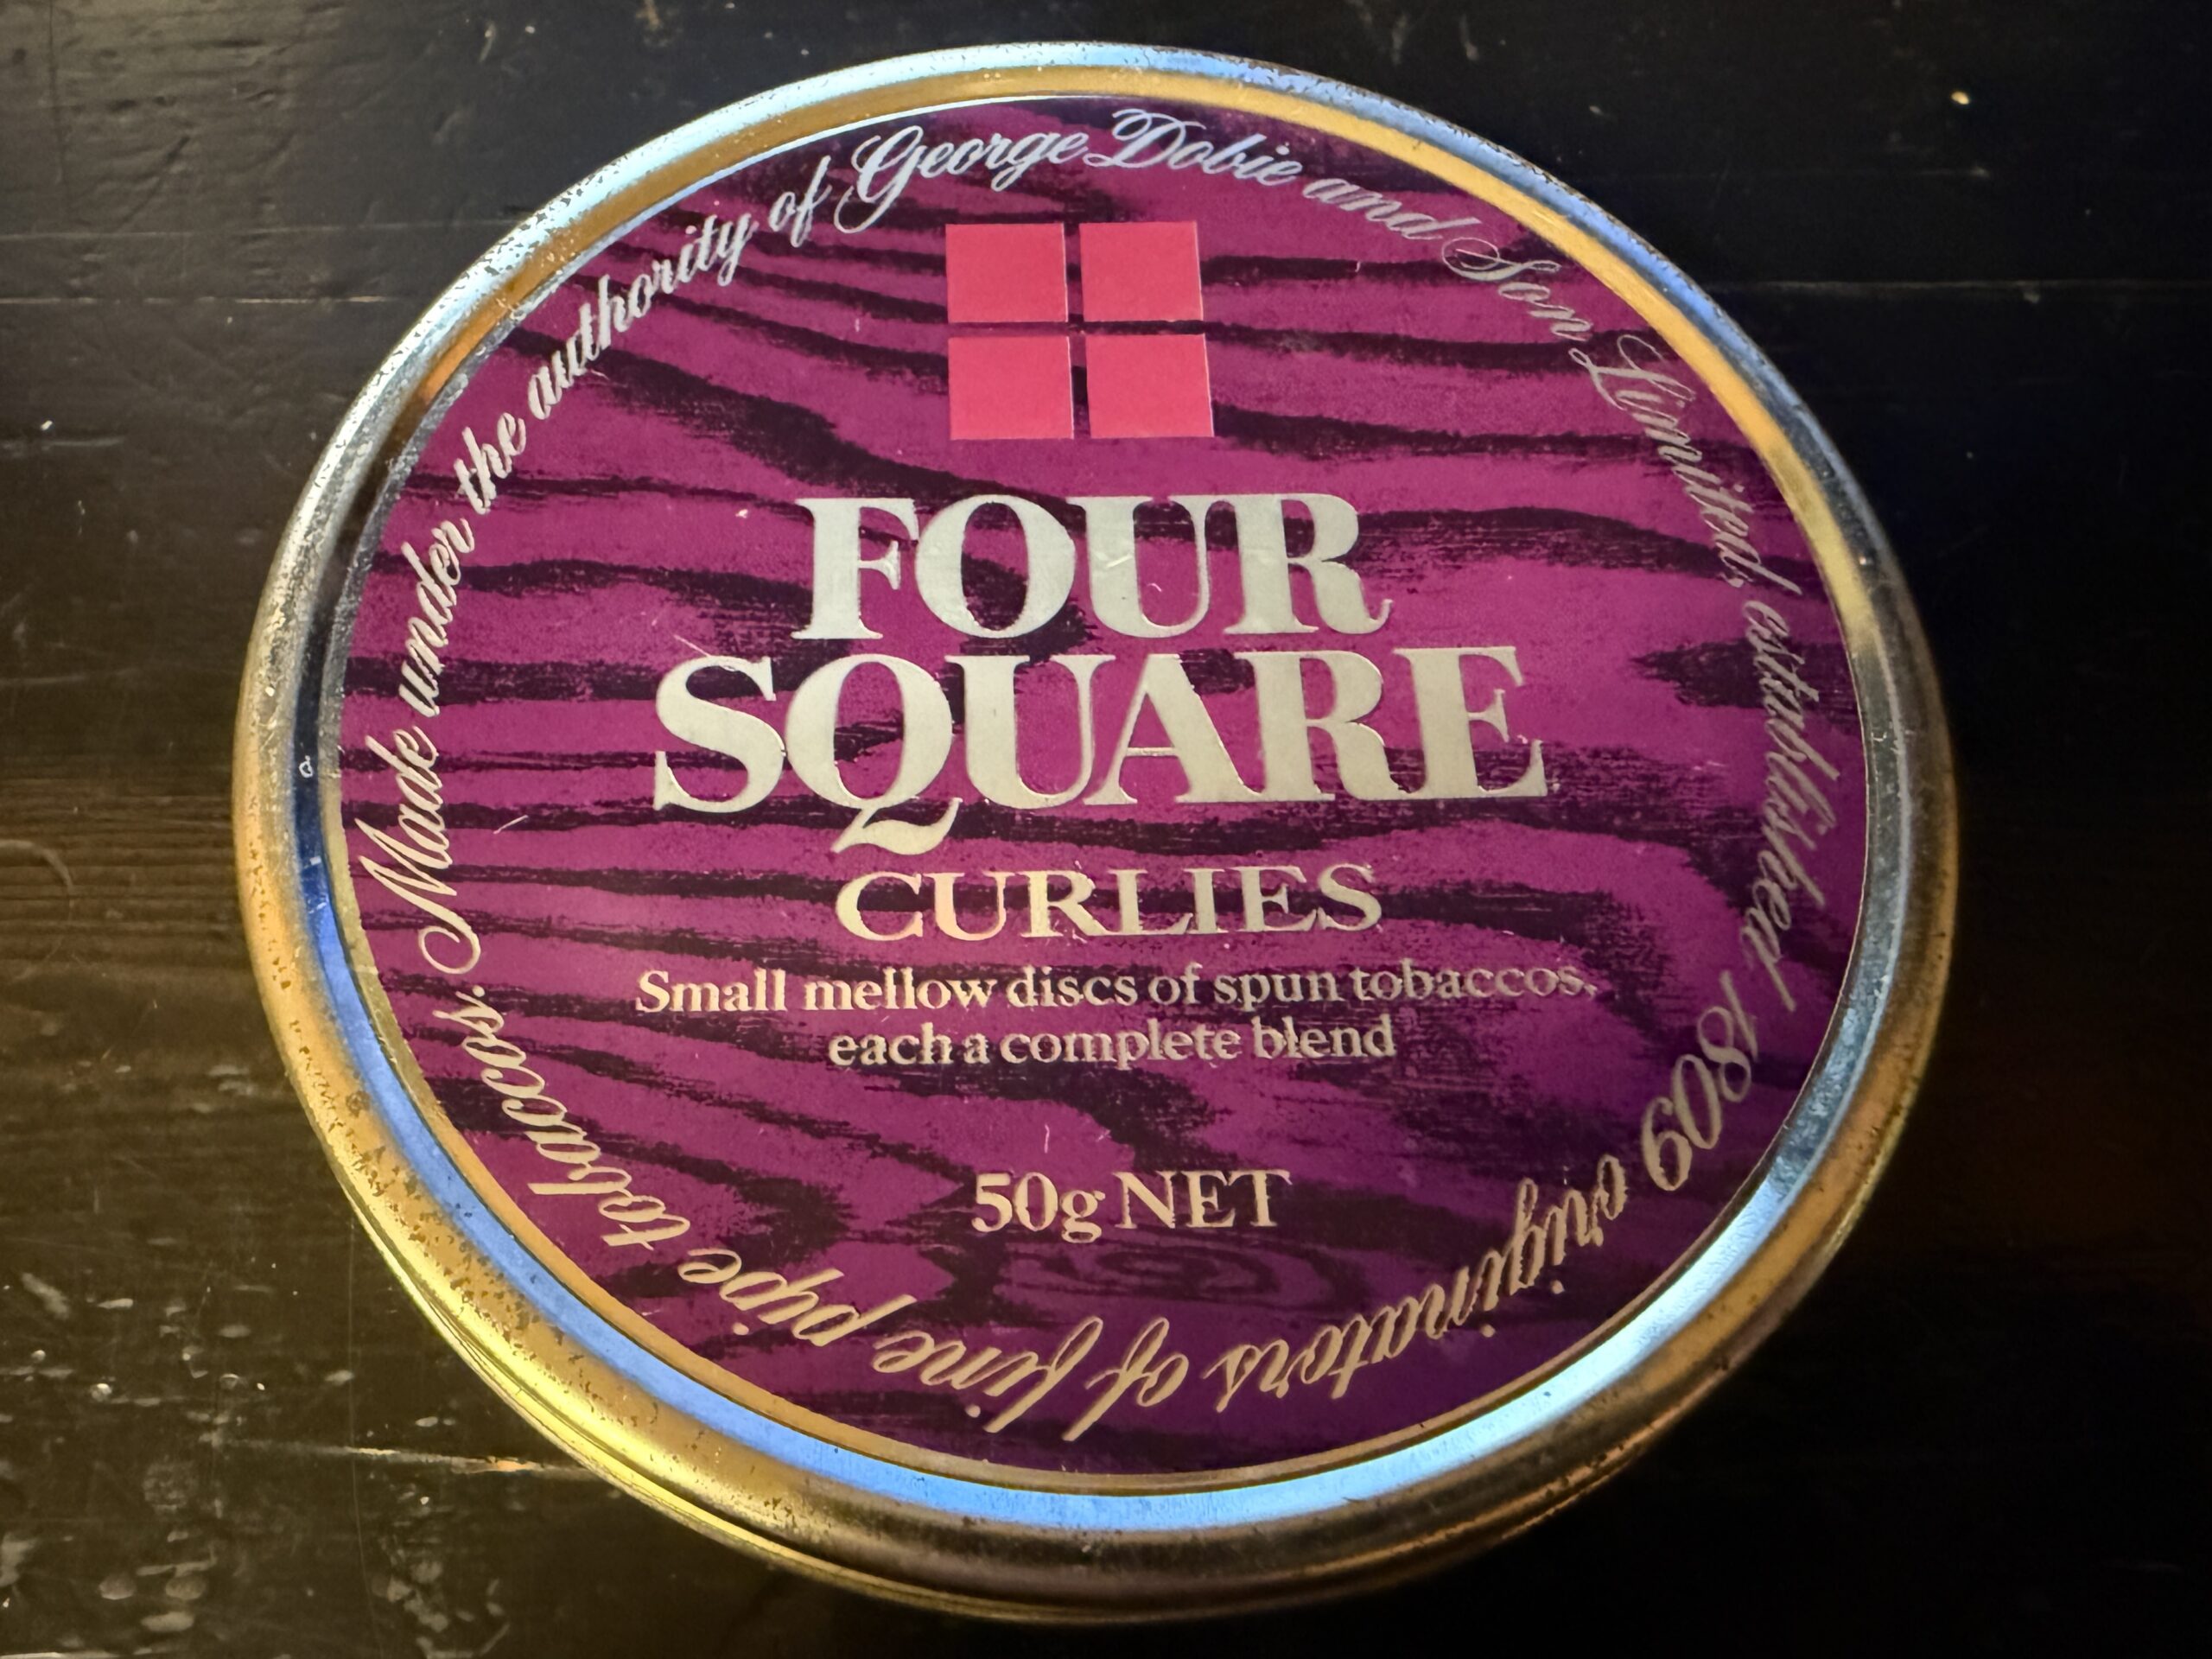 Made under the authority of George Dobie and Son Limited, established 1809 originators of fine pipe tobaccos.
FOUR
SQUARE
CURLIES
Small mellow discs of spun tobaccos,
each a complete blend
50g NET